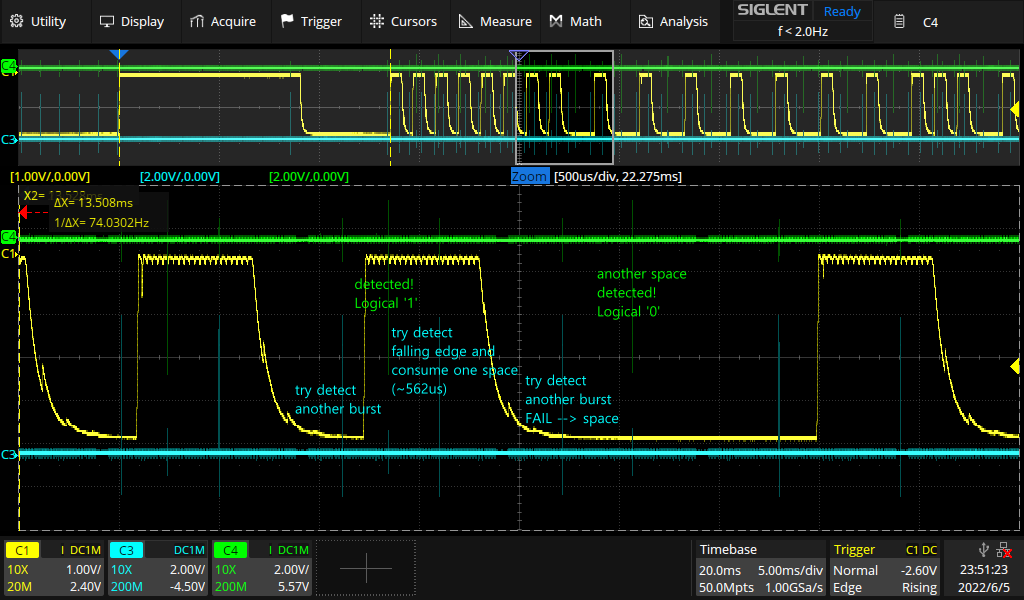 Utility Display Acquire Trigger Cursors Measure Math Analysis SIGLENT Ready C4
f < 2.0Hz
C4
C3
[1.00V/,0.00V] [2.00V/,0.00V] [2.00V/,0.00V] Zoom [500us/div, 22.275ms]
X2=
ΔX= 13.508ms
1/ΔX= 74.0302Hz
C4
C1
another space
detected!
Logical '0'
detected!
Logical '1'
try detect
falling edge and
consume one space
(~562us)
try detect
another burst
try detect
another burst
FAIL --> space
C3
C1 I DC1M C3 DC1M C4 I DC1M Timebase Trigger C1 DC
10X 1.00V/ 10X 2.00V/ 10X 2.00V/ 20.0ms 5.00ms/div Normal -2.60V 23:51:23
20M 2.40V 200M -4.50V 200M 5.57V 50.0Mpts 1.00GSa/s Edge Rising 2022/6/5